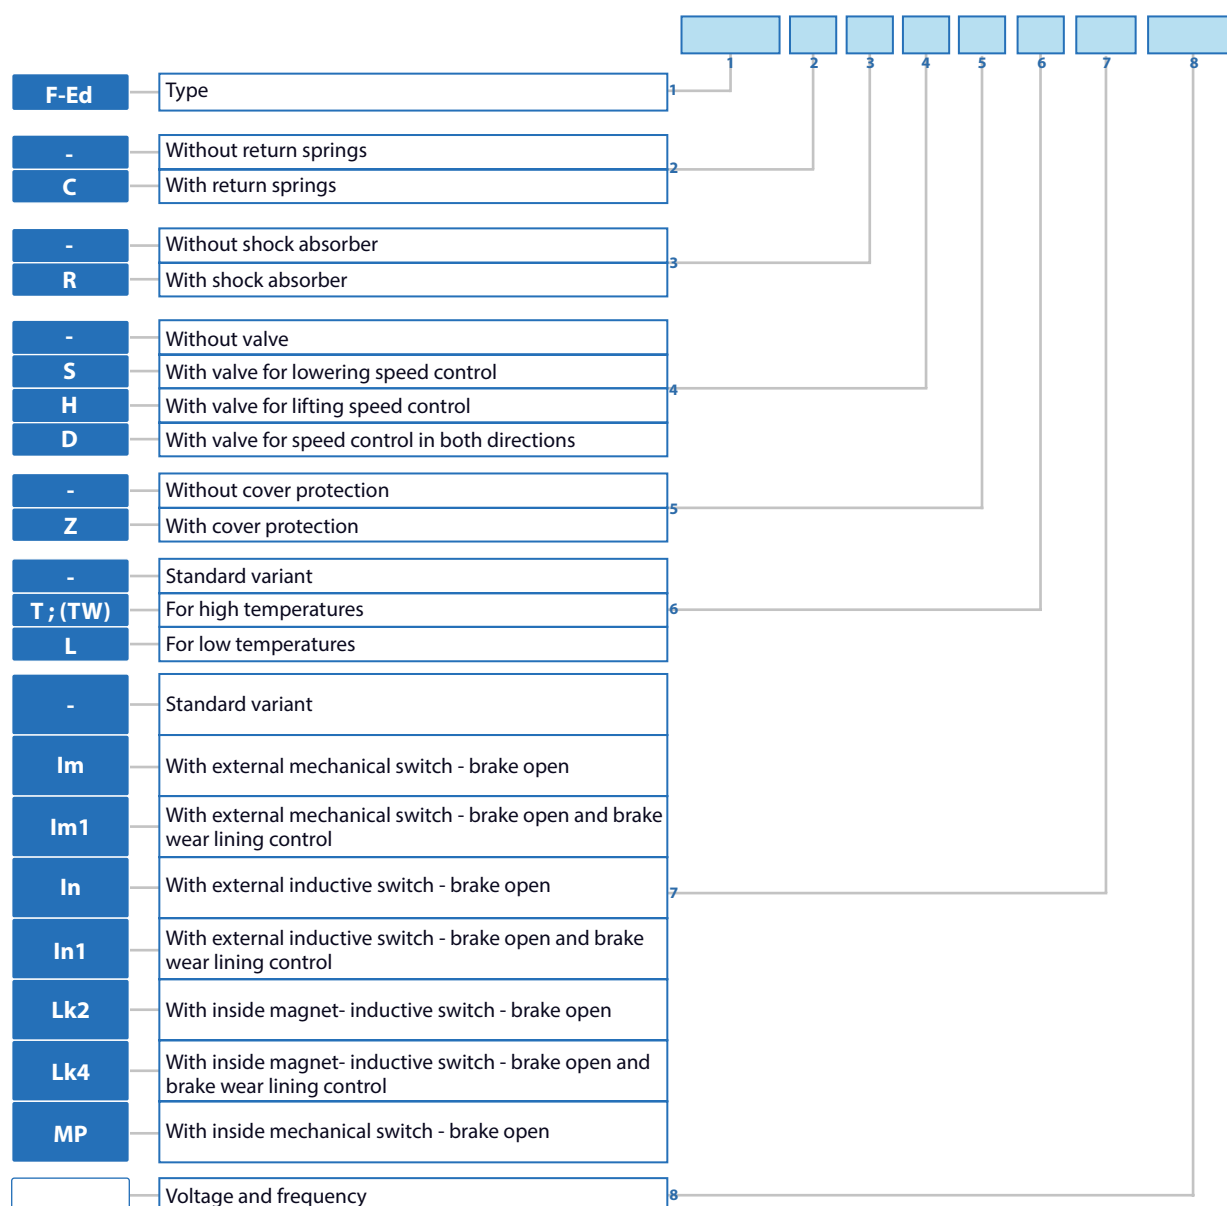 1 2 3 4 5 6 7 8
F-Ed Type 1
- Without return springs
2
C With return springs
- Without shock absorber
3
R With shock absorber
- Without valve
S With valve for lowering speed control
4
H With valve for lifting speed control
D With valve for speed control in both directions
- Without cover protection
5
Z With cover protection
- Standard variant
T ; (TW) For high temperatures 6
L For low temperatures
- Standard variant
Im With external mechanical switch - brake open
Im1 With external mechanical switch - brake open and brake
wear lining control
In With external inductive switch - brake open 7
In1 With external inductive switch - brake open and brake
wear lining control
Lk2 With inside magnet- inductive switch - brake open
Lk4 With inside magnet- inductive switch - brake open and
brake wear lining control
MP With inside mechanical switch - brake open
Voltage and frequency 8